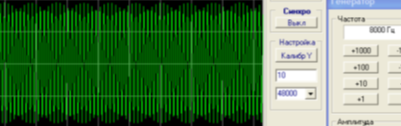 Генератор
Синхро
Выкл
Частота
8000 Гц
Настройка
Калибр Y
+1000
+100
10
+10
48000
+1
Амплитуда